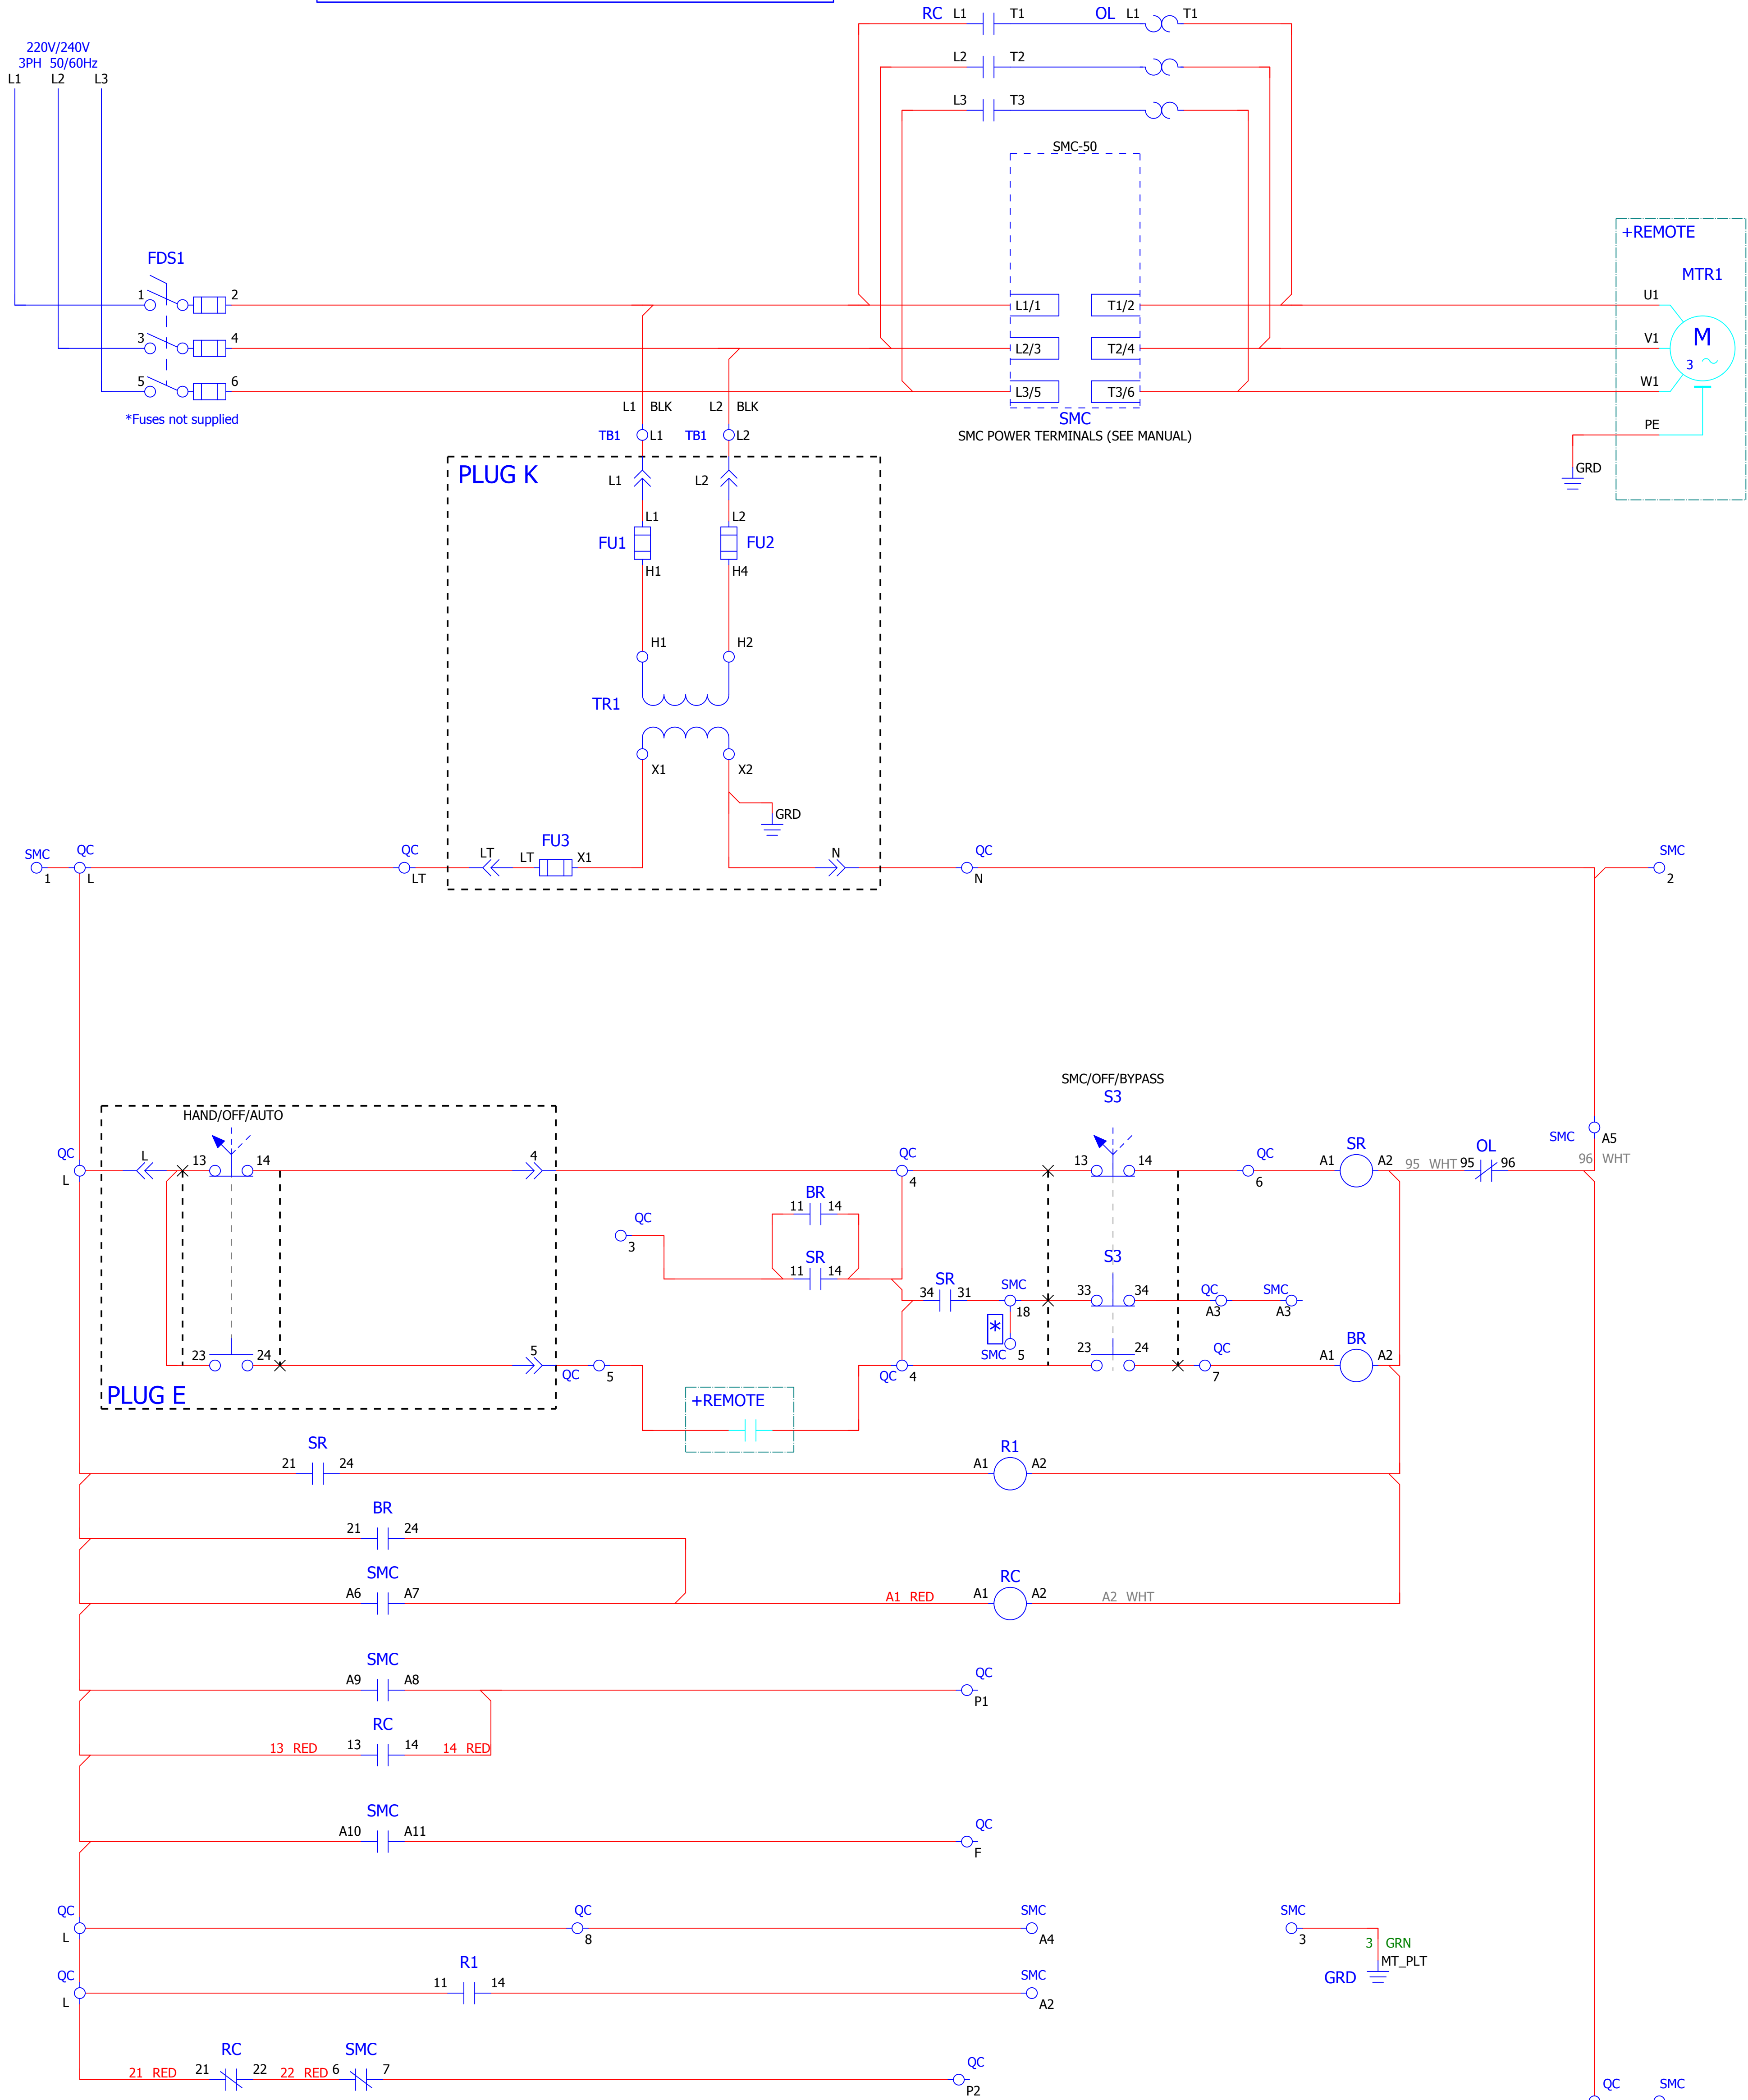 RC L1 T1 OL L1 T1
220V/240V
3PH 50/60Hz
L1 L2 L3
L2 T2
L3 T3
SMC-50
+REMOTE
MTR1
FDS1
1 2 L1/1 T1/2 U1
3 4 L2/3 T2/4 V1 M
3
5 6 L3/5 T3/6 W1
*Fuses not supplied
L1 BLK L2 BLK
SMC
SMC POWER TERMINALS (SEE MANUAL)
PE
TB1 L1 TB1 L2
GRD
PLUG K
L1 L2
L1 L2
FU1 FU2
H1 H4
H1 H2
TR1
X1 X2
GRD
SMC QC QC FU3 QC SMC
LT LT X1 N
1 L LT N 2
SMC/OFF/BYPASS
S3
HAND/OFF/AUTO
SMC A5
QC L 13 14 4 QC 13 14 QC SR OL
A1 A2 95 WHT 95 96 96 WHT
L 4 6
BR
11 14
QC
3
SR
11 14
S3
SR SMC
34 31 33 34 QC SMC
18 A3 A3
*
SMC 5
BR
23 24 5 QC 5 QC 4 23 24 QC A1 A2
7
PLUG E
+REMOTE
SR R1
21 24 A1 A2
BR
21 24
SMC RC
A6 A7 A1 RED A1 A2 A2 WHT
SMC
A9 A8 QC
P1
RC
13 RED 13 14 14 RED
SMC
A10 A11 QC
F
QC QC SMC SMC
L 8 A4 3
3 GRN
MT_PLT
GRD
QC R1 SMC
11 14
L A2
RC SMC
21 RED 21 22 22 RED 6 7 QC
P2
QC SMC